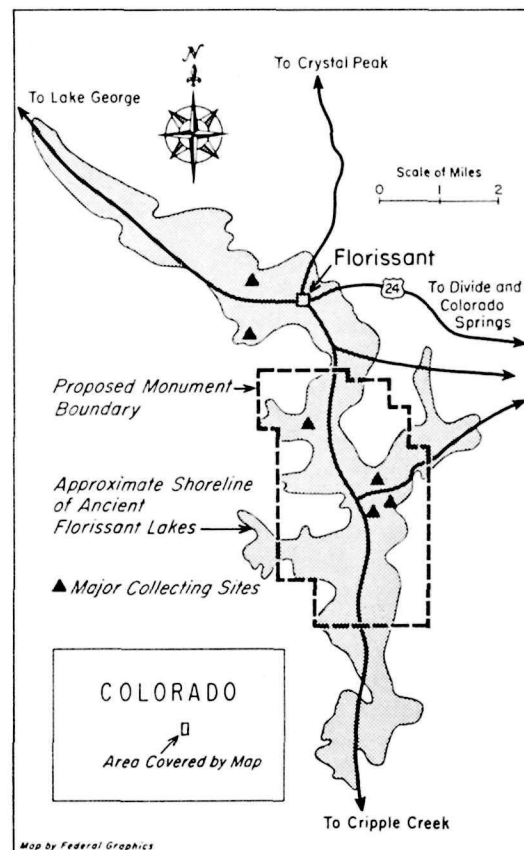 N
To Crystal Peak
To Lake George
Scale of Miles
0 1 2
Florissant
24
To Divide and
Colorado
Springs
Proposed Monument
Boundary
Approximate Shoreline
of Ancient
Florissant Lakes
▲ Major Collecting Sites
COLORADO
Area Covered by Map
To Cripple Creek
Map by Federal Graphics